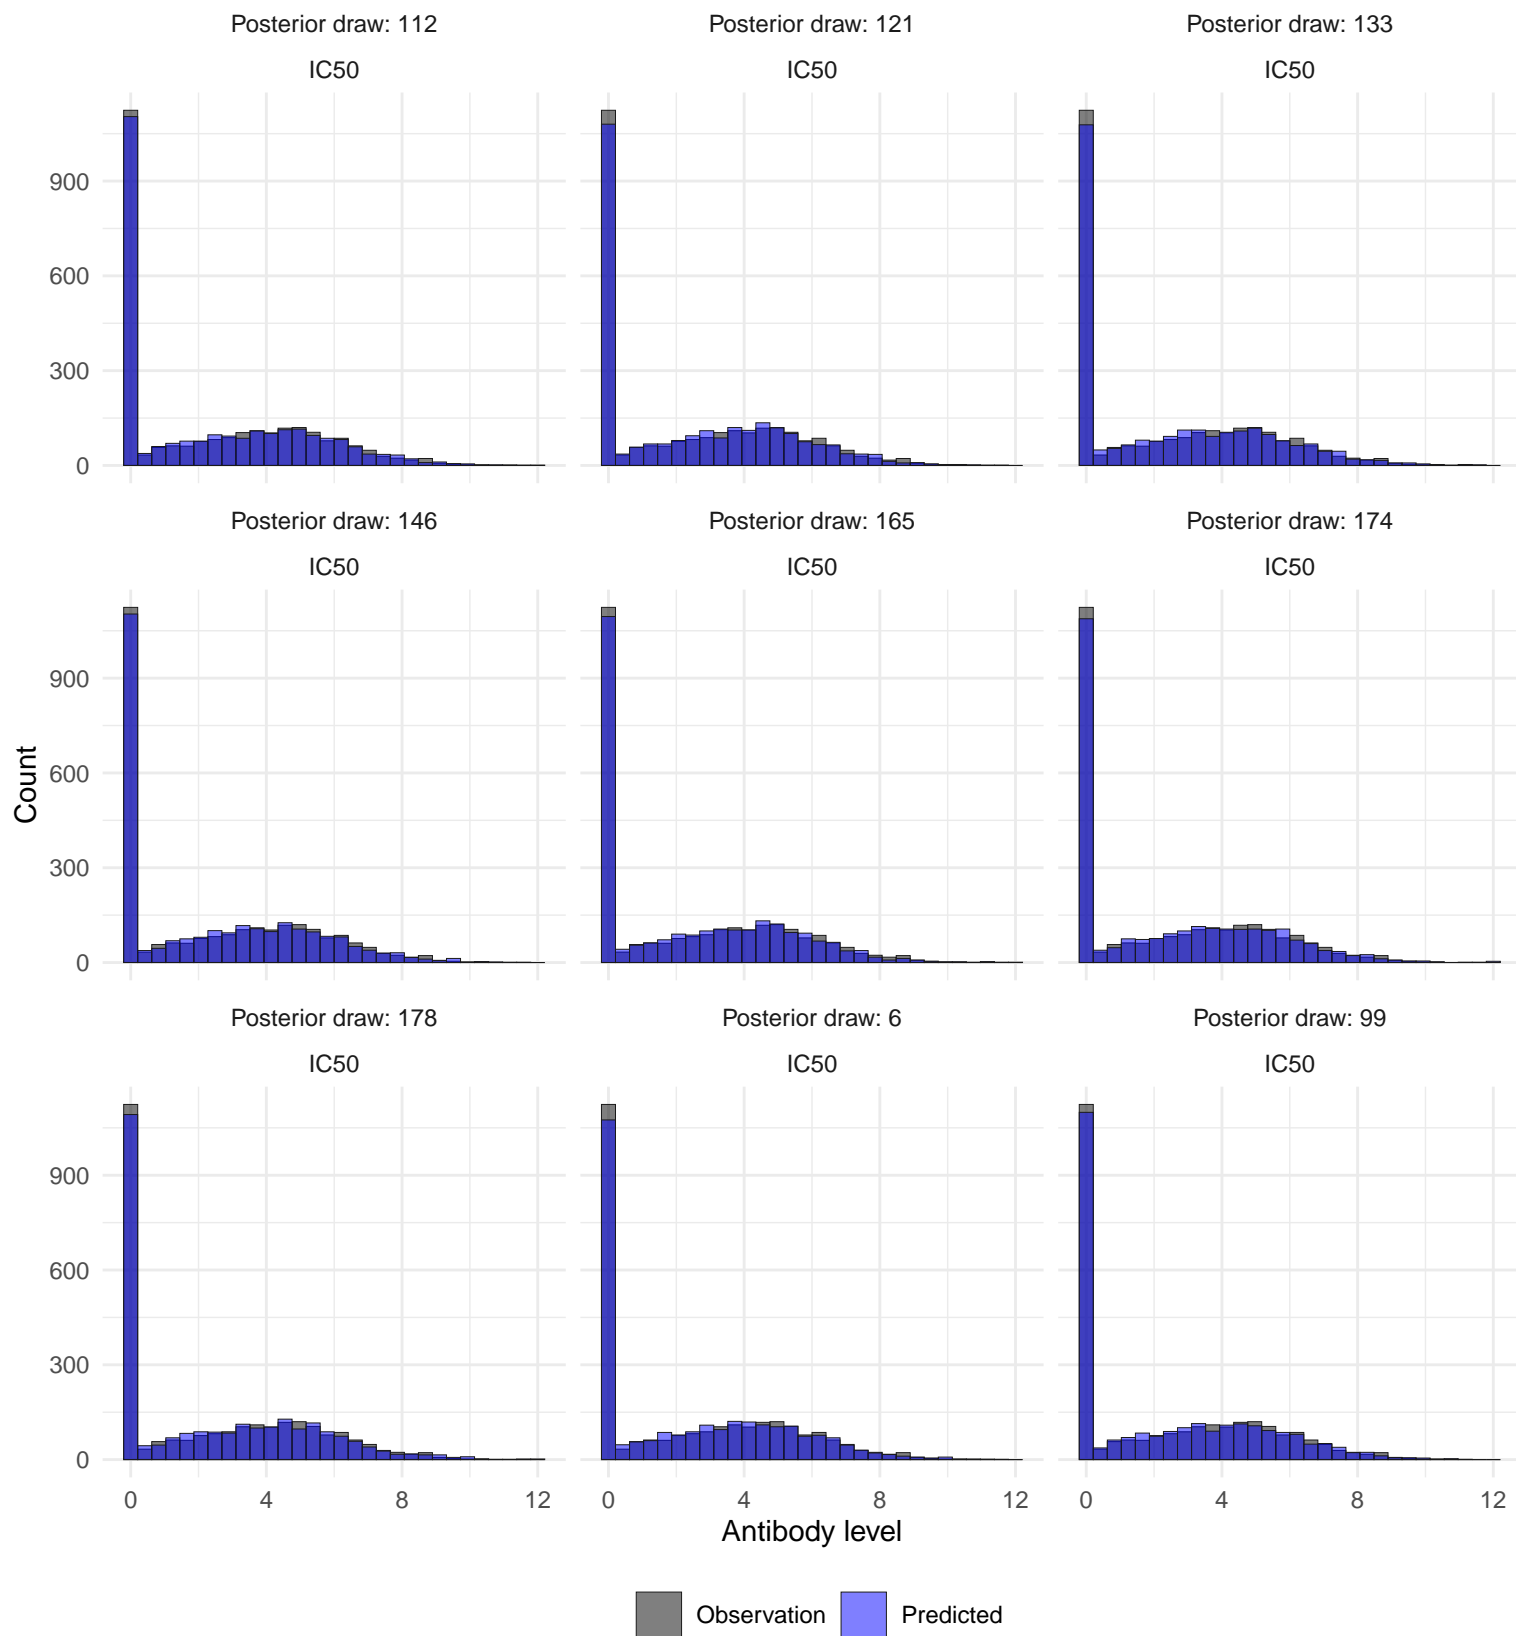 Posterior draw: 112
Posterior draw: 121
Posterior draw: 133
IC50
IC50
IC50
900
600
300
0
Posterior draw: 146
Posterior draw: 165
Posterior draw: 174
IC50
IC50
IC50
900
600
300
0
Count
Posterior draw: 178
Posterior draw: 6
Posterior draw: 99
IC50
IC50
IC50
900
600
300
0
0 4 8 12
0 4 8 12
0 4 8 12
Antibody level
Observation
Predicted